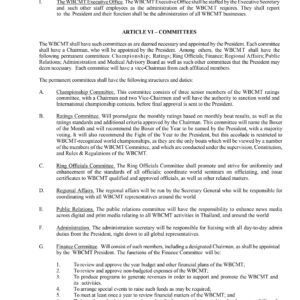 I. WBCMT Executive Office. The WBCMT Executive Office shall be staffed by the Executive Secretary
and such other staff employees as the administration of the WBCMT requires. They shall report
to the President and their function shall be the administration of all WBCMT businesses.
ARTICLE VI – COMMITTEES
The WBCMT shall have such committees as are deemed necessary and appointed by the President. Each committee
shall have a Chairman, who will be appointed by the President. Among others, the WBCMT shall have the
following permanent committees Championship; Ratings; Ring Officials; Finance; Regional Affairs; Public
Relations; Administration and Medical Advisory Board as well as such other committees that the President may
deem necessary. Each committee will have a vice-Chairman from each affiliated members.
The permanent committees shall have the following structures and duties:
A. Championship Committee. This committee consists of three senior members of the WBCMT ratings
committee, with a Chairman and two Vice-Chairmen and will have the authority to sanction world and
International championship contests, before final approval is sent to the President.
B. Ratings Committee. Will promulgate the monthly ratings based on monthly bout results, as well as the
ratings standards and additional criteria approved by the Chairman. This committee will name the Boxer
of the Month and will recommend the Boxer of the Year to be named by the President, with a majority
voting. It will also recommend the Fight of the Year to the President, but this accolade is restricted to
WBCMT-recognized world championships, as they are the only bouts which will be viewed by a number
of the members of the WBCMT Committee, and which are conducted under the supervision, Constitution,
and Rules & Regulations of the WBCMT.
C. Ring Officials Committee. The Ring Officials Committee shall promote and strive for uniformity and
enhancement of the standards of all officials; coordinate world seminars on officiating, and issue
certificates to WBCMT qualified and approved officials, as well as other related matters.
D. Regional Affairs. The regional affairs will be run by the Secretary General who will be responsible for
coordinating with all WBCMT global representatives around the world
E. Public Relations. The public relations committee will have the responsibility to enhance news media
across digital and print media relating to all WBCMT activities in Thailand, and around the world
F. Administration. The administration secretary will be responsible for liaising with all day-to-day admin
duties from the President, right down to all global representatives.
G. Finance Committee. Will consist of such members, including a designated Chairman, as shall be appointed
by the WBCMT President. The functions of the Finance Committee will be:
1. To review and approve the year budget and other financial plans of the WBCMT;
2. To review and approve non-budgeted expenses of the WBCMT;
3. To produce programs to generate revenues in order to support and promote the WBCMT and
its activities;
4. To arrange special events to raise such funds as may be required;
5. To meet at least once a year to review financial matters of the WBCMT; and